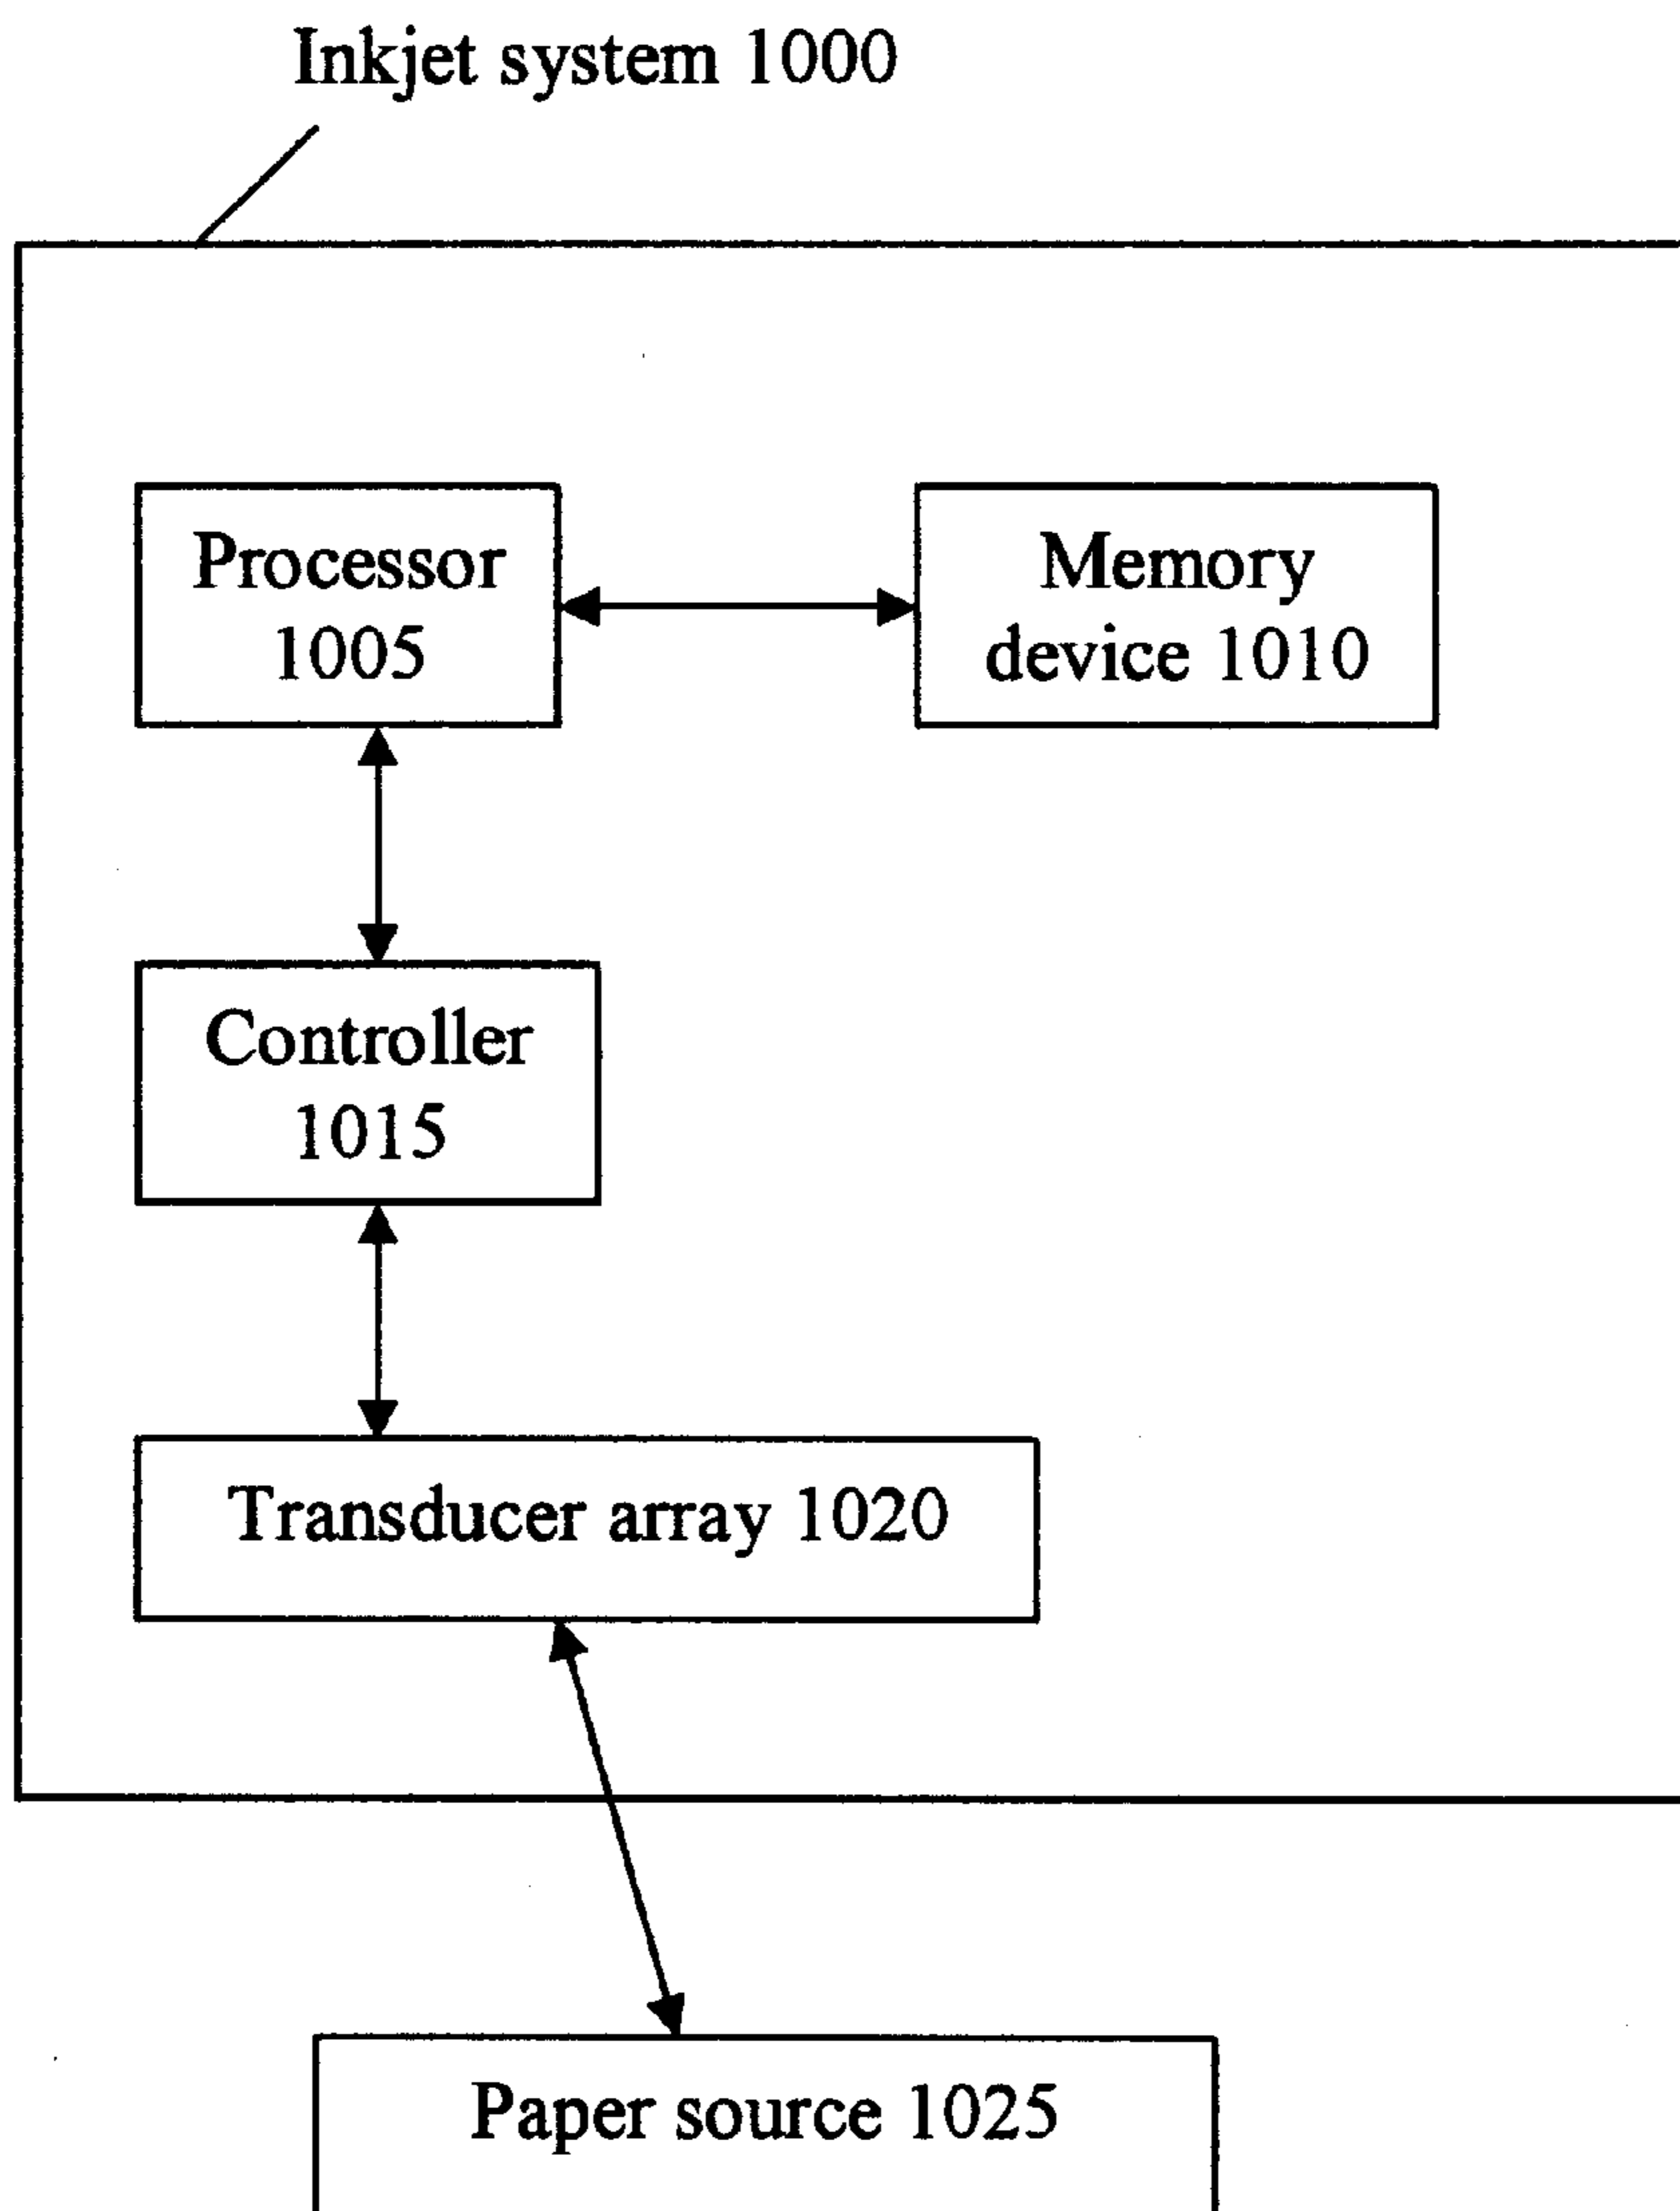 Inkjet system 1000
Processor
1005
Memory
device 1010
Controller
1015
Transducer array 1020
Paper source 1025